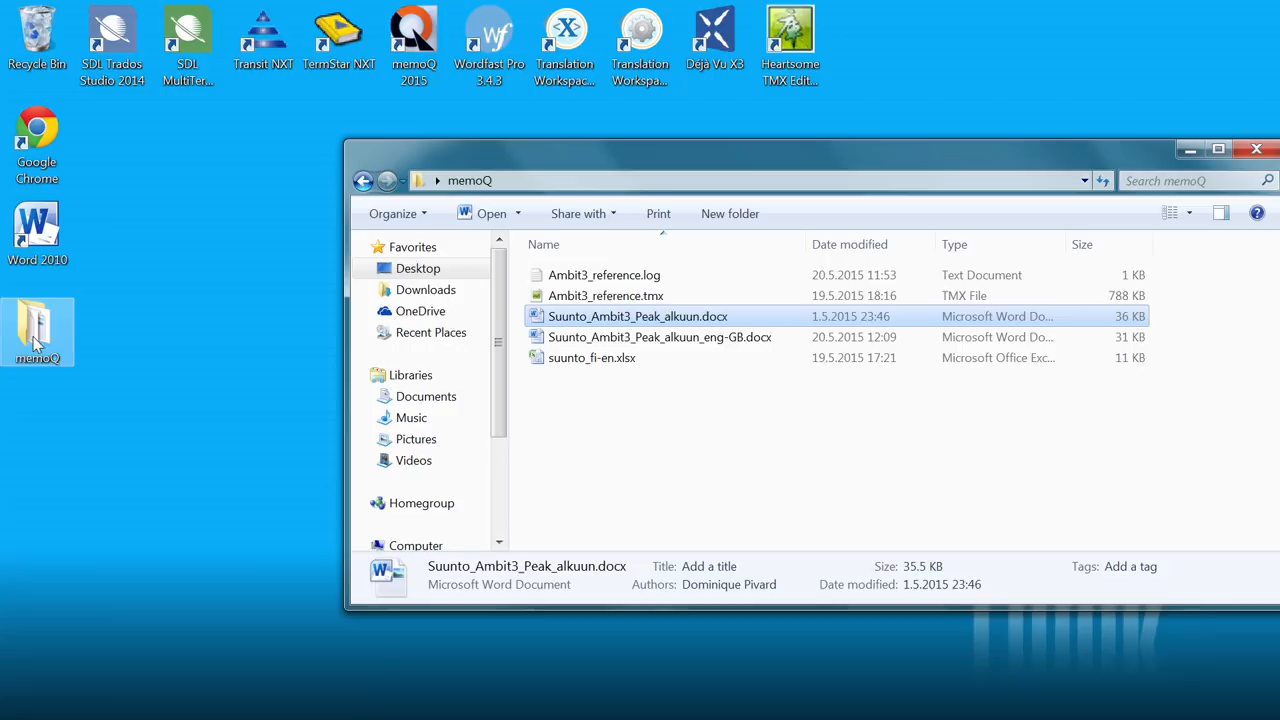 Recycle Bin
SDL Trados
Studio 2014
SDL
MultiTer...
Transit NXT
TermStar NXT
memoQ
2015
Wordfast Pro
3.4.3
Translation
Workspac...
Translation
Workspa...
Déjà Vu X3
Heartsome
TMX Edit...
Google
Chrome
Word 2010
memoQ
memoQ
Search memoQ
Organize
Open
Share with
Print
New folder
Favorites
Desktop
Downloads
OneDrive
Recent Places
Libraries
Documents
Music
Pictures
Videos
Homegroup
Computer
Name Date modified Type Size
Ambit3_reference.log 20.5.2015 11:53 Text Document 1 KB
Ambit3_reference.tmx 19.5.2015 18:16 TMX File 788 KB
Suunto_Ambit3_Peak_alkuun.docx 1.5.2015 23:46 Microsoft Word Do... 36 KB
Suunto_Ambit3_Peak_alkuun_eng-GB.docx 20.5.2015 12:09 Microsoft Word Do... 31 KB
suunto_fi-en.xlsx 19.5.2015 17:21 Microsoft Office Exc... 11 KB
Suunto_Ambit3_Peak_alkuun.docx Title: Add a title Size: 35.5 KB Tags: Add a tag
Microsoft Word Document Authors: Dominique Pivard Date modified: 1.5.2015 23:46